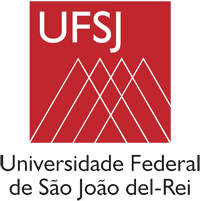 UFSJ
Universidade Federal
de São João del-Rei